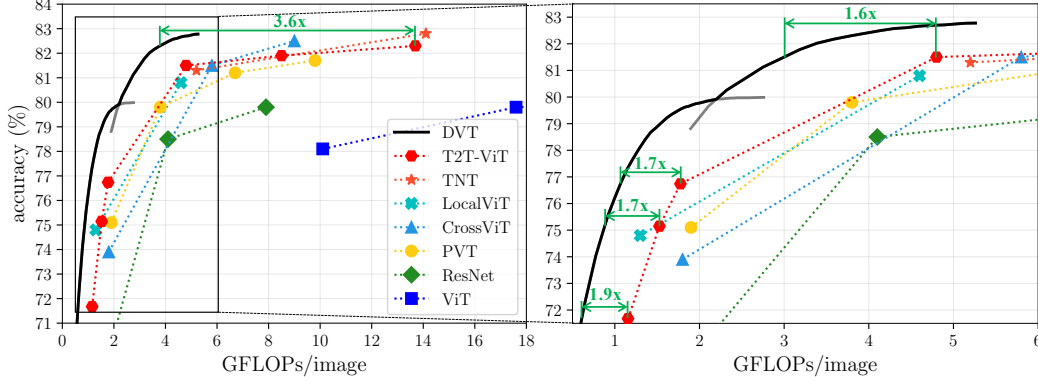 84
83
82
81
80
79
78
77
76
75
74
73
72
71
accuracy (%)
3.6x
DVT
T2T-ViT
TNT
LocalViT
CrossViT
PVT
ResNet
ViT
0 2 4 6 8 10 12 14 16 18
GFLOPs/image
83
82
81
80
79
78
77
76
75
74
73
72
1.6x
1.7x
1.7x
1.9x
1 2 3 4 5 6
GFLOPs/image